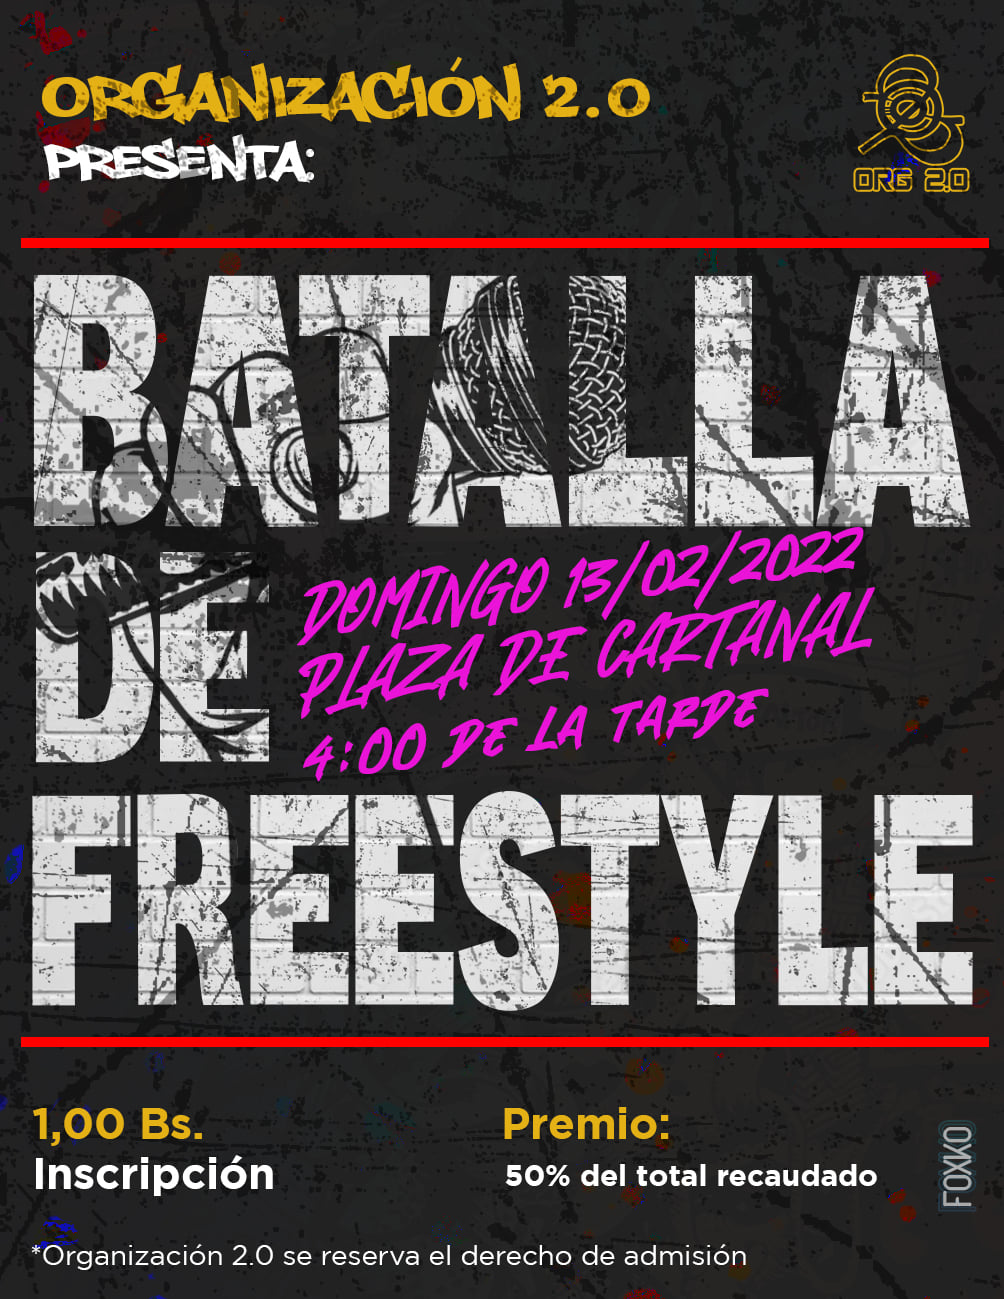 ORGANIZACIÓN 2.0
PRESENTA:
ORG 2.0
BATALLA
DE
DOMINGO 13/02/2022
PLAZA DE CARTANAL
4:00 DE LA TARDE
FREESTYLE
1,00 Bs.
Inscripción
Premio:
50% del total recaudado
FOXKO
*Organización 2.0 se reserva el derecho de admisión